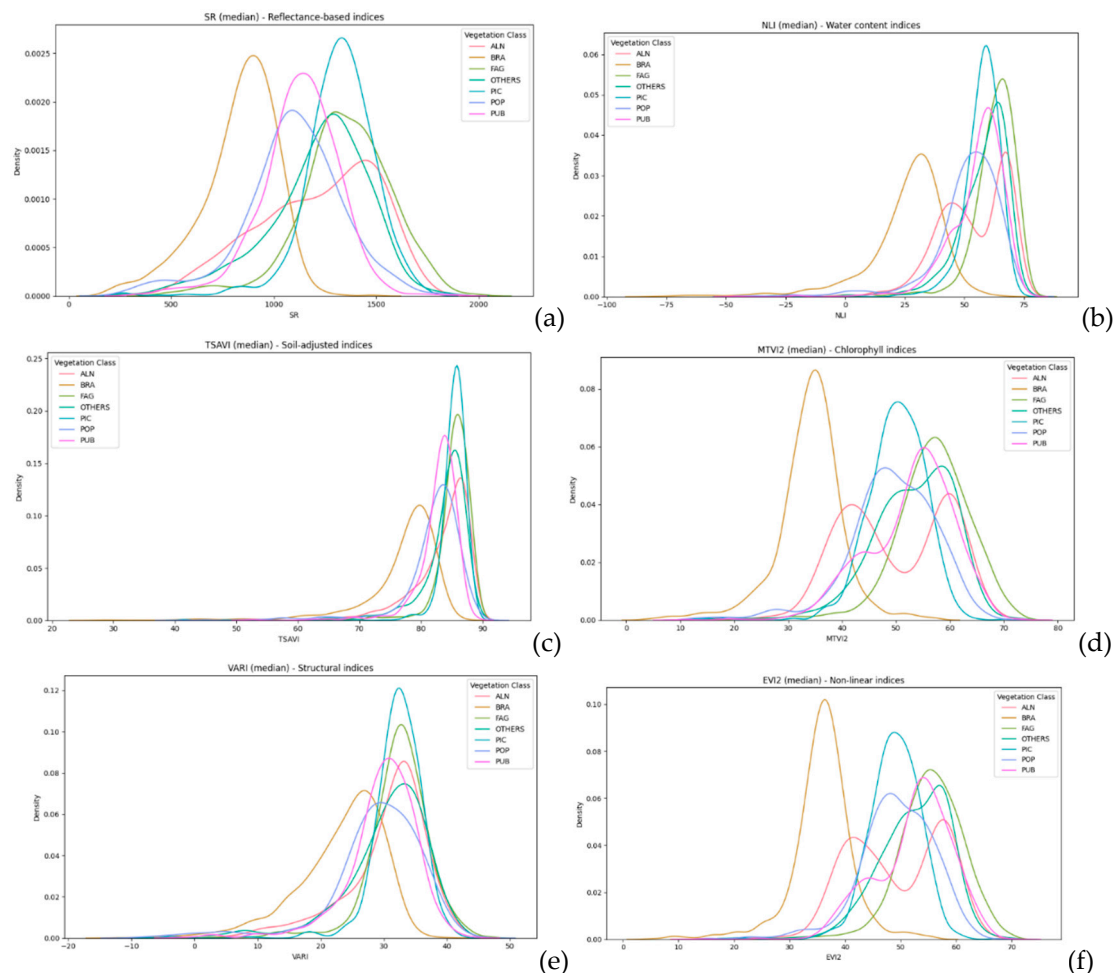 SR (median) - Reflectance-based indices
Vegetation Class
ALN
BRA
FAG
OTHERS
PIC
POP
PUB
Density
0.0025
0.0020
0.0015
0.0010
0.0005
0.0000
0 500 1000 1500 2000
SR
(a)
NLI (median) - Water content indices
Vegetation Class
ALN
BRA
FAG
OTHERS
PIC
POP
PUB
Density
0.06
0.05
0.04
0.03
0.02
0.01
0.00
−100 −75 −50 −25 0 25 50 75
NLI
(b)
TSAVI (median) - Soil-adjusted indices
Vegetation Class
ALN
BRA
FAG
OTHERS
PIC
POP
PUB
Density
0.25
0.20
0.15
0.10
0.05
0.00
20 30 40 50 60 70 80 90
TSAVI
(c)
MTVI2 (median) - Chlorophyll indices
Vegetation Class
ALN
BRA
FAG
OTHERS
PIC
POP
PUB
Density
0.08
0.06
0.04
0.02
0.00
0 10 20 30 40 50 60 70 80
MTVI2
(d)
VARI (median) - Structural indices
Vegetation Class
ALN
BRA
FAG
OTHERS
PIC
POP
PUB
Density
0.12
0.10
0.08
0.06
0.04
0.02
0.00
−20 −10 0 10 20 30 40 50
VARI
(e)
EVI2 (median) - Non-linear indices
Vegetation Class
ALN
BRA
FAG
OTHERS
PIC
POP
PUB
Density
0.10
0.08
0.06
0.04
0.02
0.00
0 10 20 30 40 50 60 70
EVI2
(f)